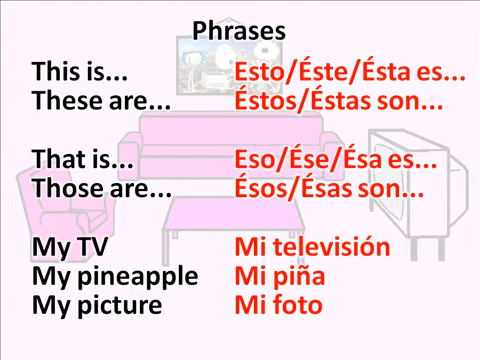 Phrases
This is... Esto/Éste/Ésta es...
These are... Éstos/Éstas son...
That is... Eso/Ése/Ésa es...
Those are... Ésos/Ésas son...
My TV Mi televisión
My pineapple Mi piña
My picture Mi foto